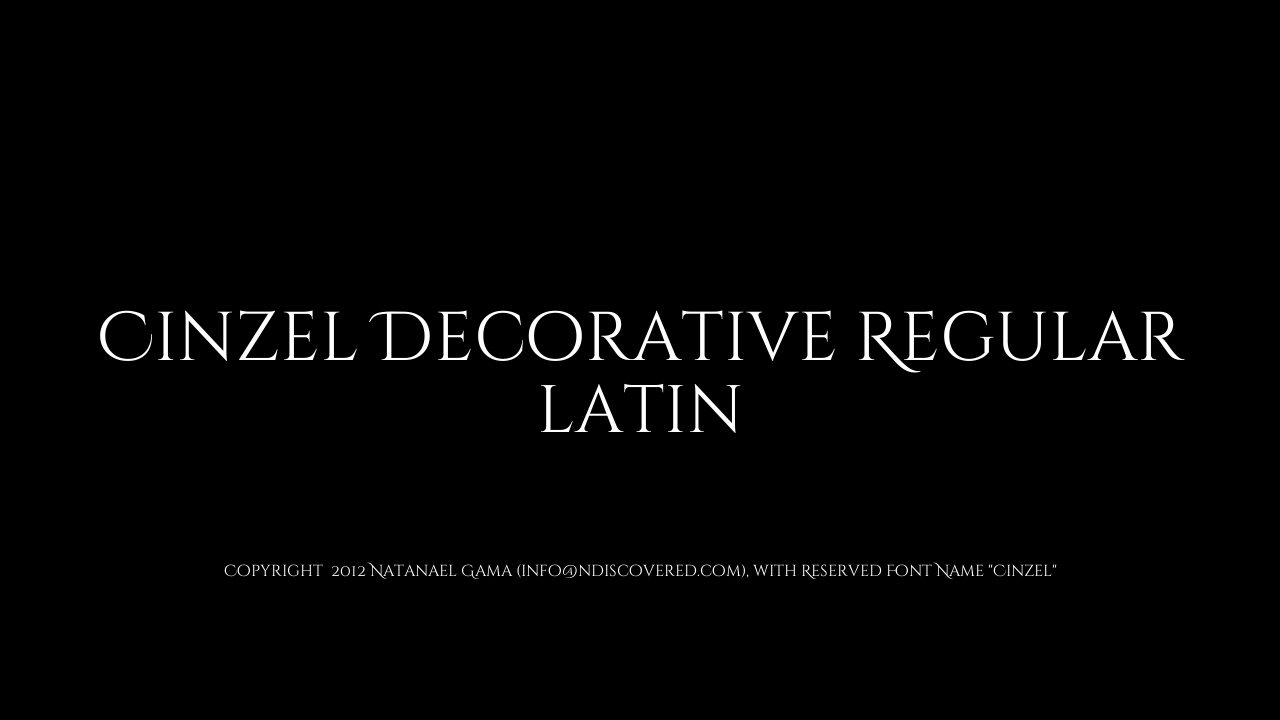 Cinzel Decorative Regular
latin
Copyright  2012 Natanael Gama (info@ndiscovered.com), with Reserved Font Name "Cinzel"